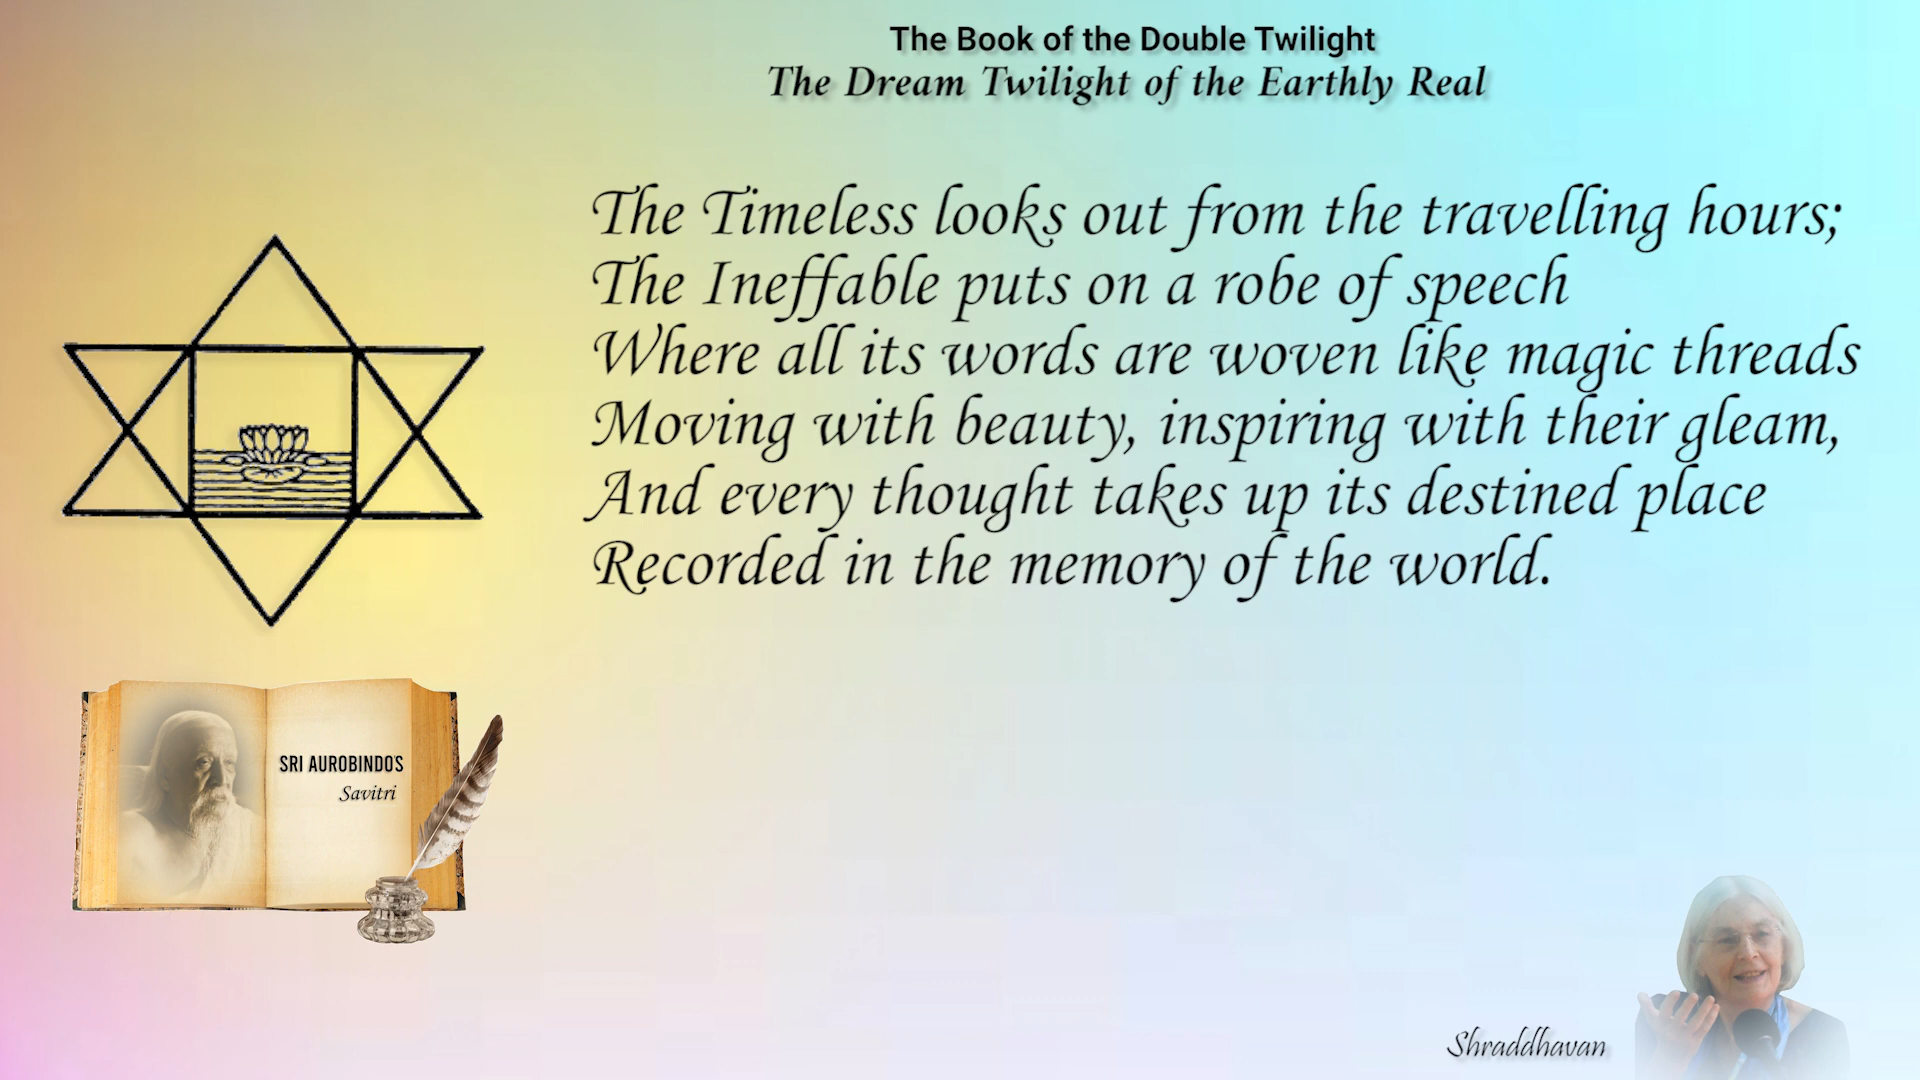 The Book of the Double Twilight
The Dream Twilight of the Earthly Real
The Timeless looks out from the travelling hours;
The Ineffable puts on a robe of speech
Where all its words are woven like magic threads
Moving with beauty, inspiring with their gleam,
And every thought takes up its destined place
Recorded in the memory of the world.
SRI AUROBINDO'S
Savitri
Shraddhavan